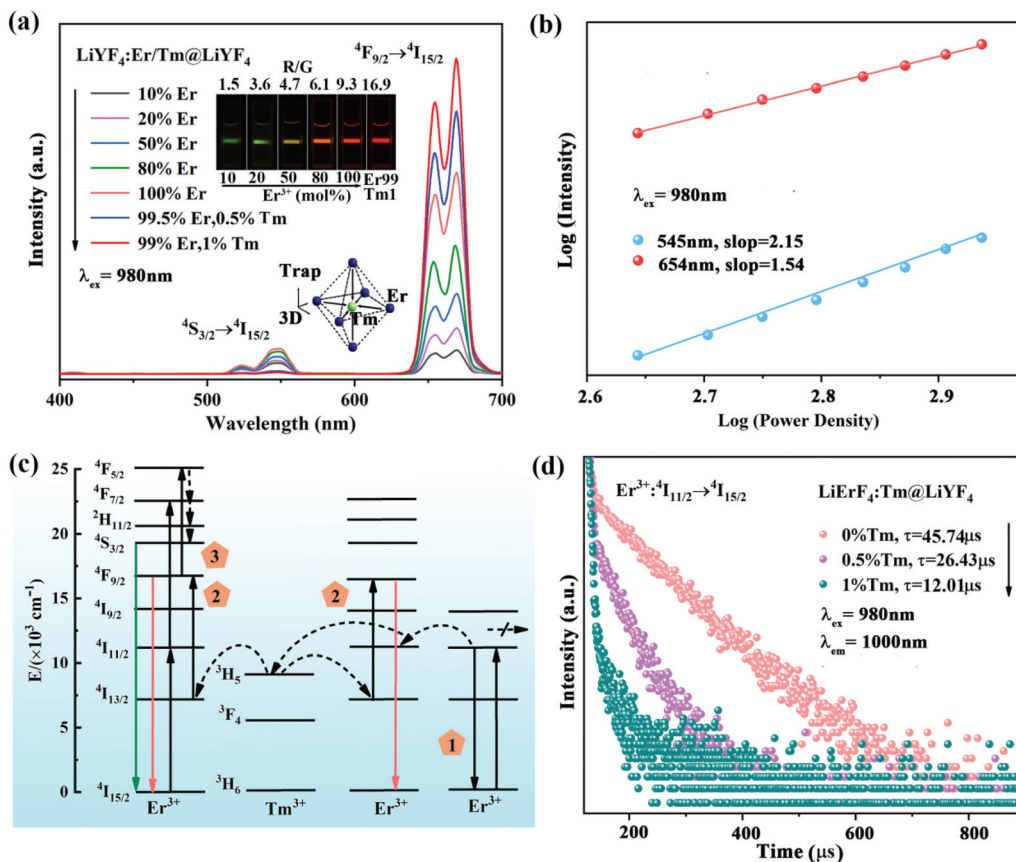 (a)
LiYF₄:Er/Tm@LiYF₄
10% Er
20% Er
50% Er
80% Er
100% Er
99.5% Er,0.5% Tm
99% Er,1% Tm
λex = 980nm
R/G
1.5 3.6 4.7 6.1 9.3 16.9
10 20 50 80 100 Er99
Er³⁺ (mol%) Tm1
⁴F9/2→⁴I15/2
Trap
3D
Er
Tm
⁴S3/2→⁴I15/2
Intensity (a.u.)
400 500 600 700
Wavelength (nm)
(b)
λex = 980nm
545nm, slop=2.15
654nm, slop=1.54
Log (Intensity)
2.6 2.7 2.8 2.9
Log (Power Density)
(c)
E/(×10³ cm⁻¹)
25
20
15
10
5
0
⁴F5/2
⁴F7/2
²H11/2
⁴S3/2
⁴F9/2
⁴I9/2
⁴I11/2
⁴I13/2
⁴I15/2
3
2
2
1
³H5
³F4
³H6
Er³⁺ Tm³⁺ Er³⁺ Er³⁺
(d)
Er³⁺:⁴I11/2→⁴I15/2
LiErF₄:Tm@LiYF₄
0%Tm, τ=45.74μs
0.5%Tm, τ=26.43μs
1%Tm, τ=12.01μs
λex = 980nm
λem = 1000nm
Intensity (a.u.)
200 400 600 800
Time (μs)